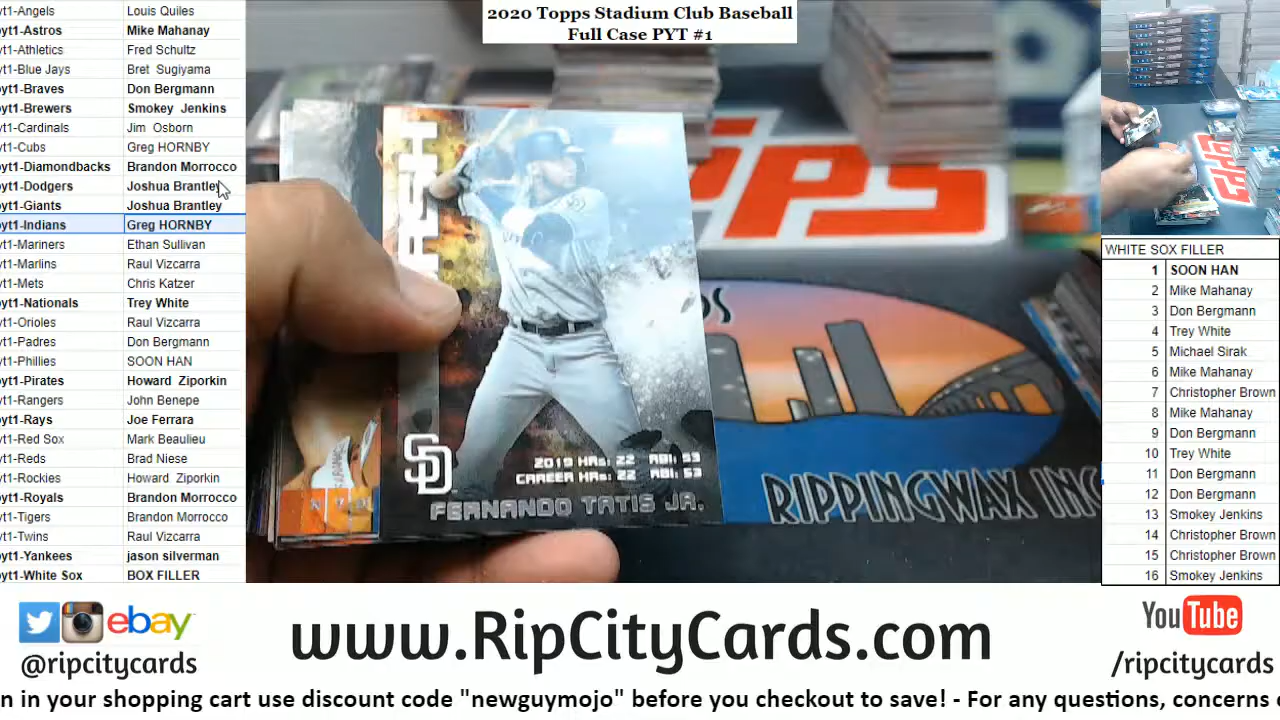 2020 Topps Stadium Club Baseball
Full Case PYT #1
yt1-Angels Louis Quiles
yt1-Astros Mike Mahanay
yt1-Athletics Fred Schultz
yt1-Blue Jays Bret Sugiyama
yt1-Braves Don Bergmann
yt1-Brewers Smokey Jenkins
yt1-Cardinals Jim Osborn
yt1-Cubs Greg HORNBY
yt1-Diamondbacks Brandon Morrocco
yt1-Dodgers Joshua Brantley
yt1-Giants Joshua Brantley
yt1-Indians Greg HORNBY
yt1-Mariners Ethan Sullivan
yt1-Marlins Raul Vizcarra
yt1-Mets Chris Katzer
yt1-Nationals Trey White
yt1-Orioles Raul Vizcarra
yt1-Padres Don Bergmann
yt1-Phillies SOON HAN
yt1-Pirates Howard Ziporkin
yt1-Rangers John Benepe
yt1-Rays Joe Ferrara
yt1-Red Sox Mark Beaulieu
yt1-Reds Brad Niese
yt1-Rockies Howard Ziporkin
yt1-Royals Brandon Morrocco
yt1-Tigers Brandon Morrocco
yt1-Twins Raul Vizcarra
yt1-Yankees jason silverman
yt1-White Sox BOX FILLER
SD
2019 HRs: 22 RBI: 53
CAREER HRs: 22 RBI: 53
FERNANDO TATIS JR.
PPS
RIPPINGWAX INC
WHITE SOX FILLER
1 SOON HAN
2 Mike Mahanay
3 Don Bergmann
4 Trey White
5 Michael Sirak
6 Mike Mahanay
7 Christopher Brown
8 Mike Mahanay
9 Don Bergmann
10 Trey White
11 Don Bergmann
12 Don Bergmann
13 Smokey Jenkins
14 Christopher Brown
15 Christopher Brown
16 Smokey Jenkins
ebay
@ripcitycards
www.RipCityCards.com
YouTube
/ripcitycards
n in your shopping cart use discount code "newguymojo" before you checkout to save! - For any questions, concerns